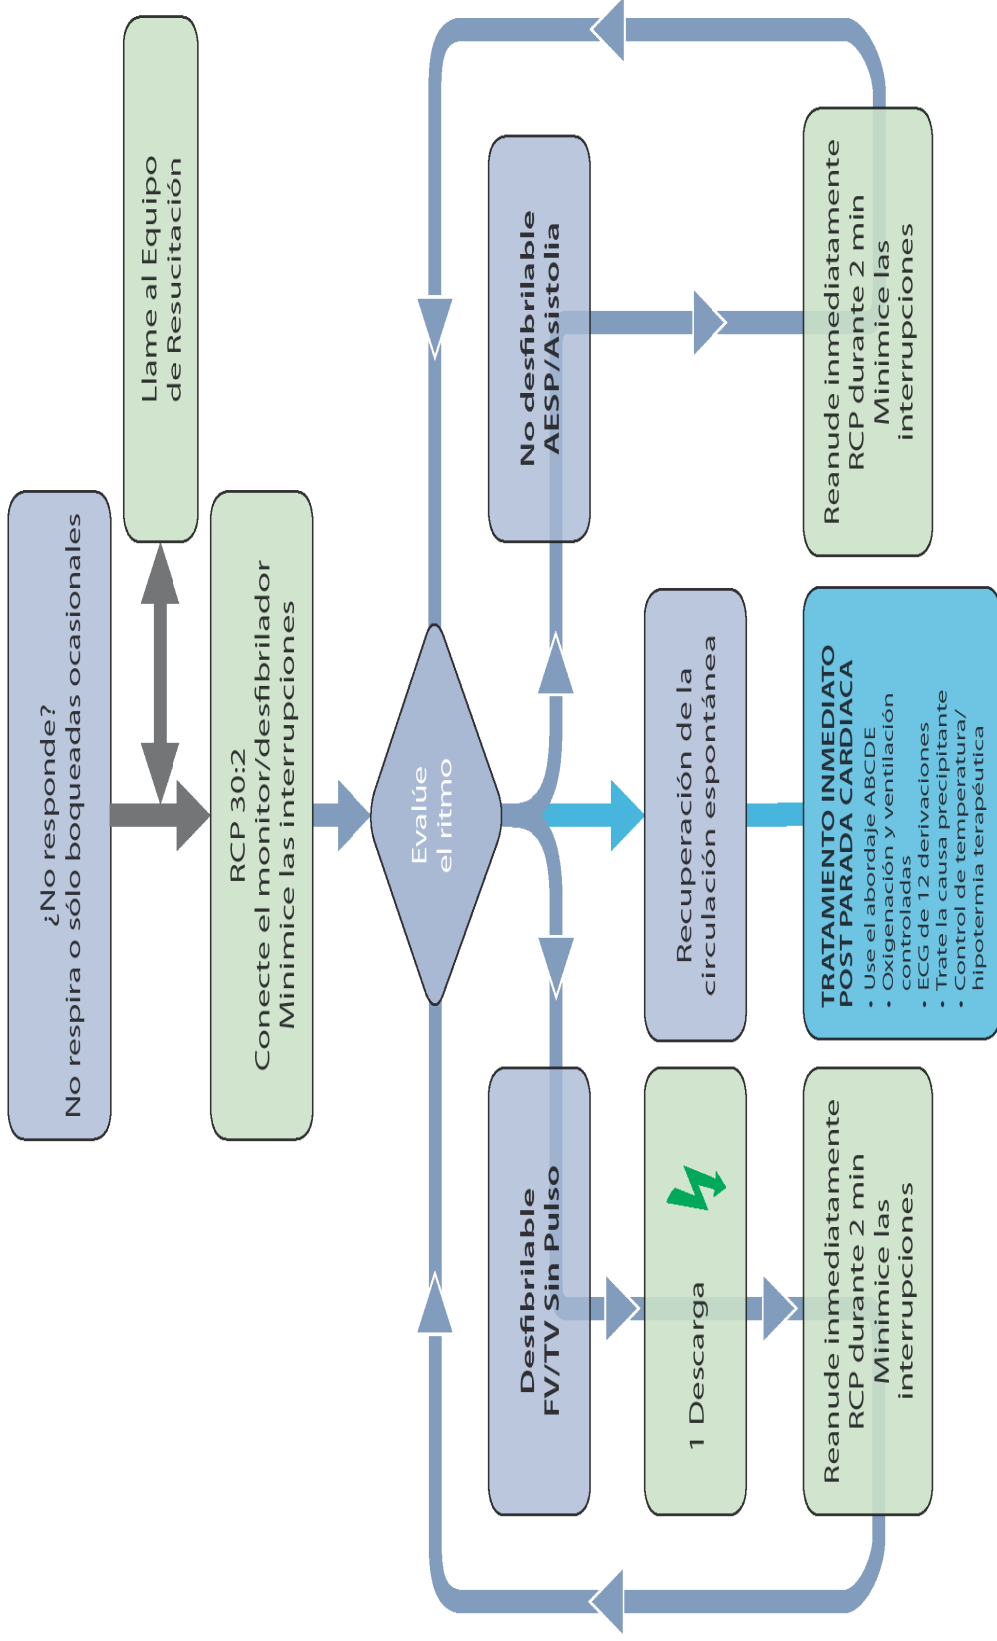 ¿No responde?
No respira o sólo boqueadas ocasionales
Llame al Equipo
de Resucitación
RCP 30:2
Conecte el monitor/desfibrilador
Minimice las interrupciones
Evalúe
el ritmo
Desfibrilable
FV/TV Sin Pulso
No desfibrilable
AESP/Asistolia
1 Descarga
Recuperación de la
circulación espontánea
Reanude inmediatamente
RCP durante 2 min
Minimice las
interrupciones
TRATAMIENTO INMEDIATO
POST PARADA CARDIACA
• Use el abordaje ABCDE
• Oxigenación y ventilación
controladas
• ECG de 12 derivaciones
• Trate la causa precipitante
• Control de temperatura/
hipotermia terapéutica
Reanude inmediatamente
RCP durante 2 min
Minimice las
interrupciones